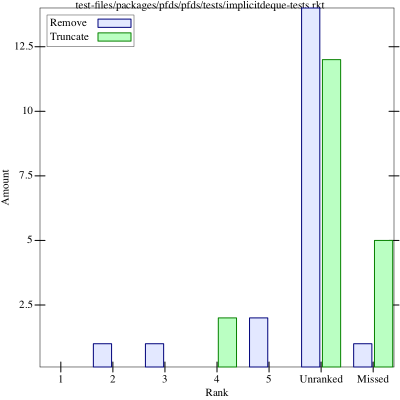 test-files/packages/pfds/pfds/tests/implicitdeque-tests.rkt
Remove
Truncate
12.5
10
7.5
5
2.5
Amount
1 2 3 4 5 Unranked Missed
Rank